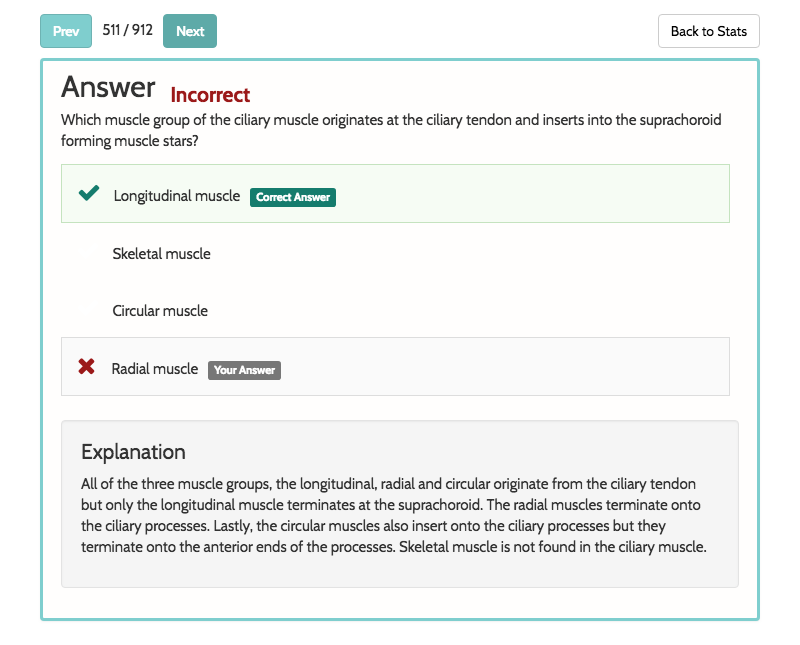 Prev 511 / 912 Next Back to Stats
Answer Incorrect
Which muscle group of the ciliary muscle originates at the ciliary tendon and inserts into the suprachoroid
forming muscle stars?
Longitudinal muscle Correct Answer
Skeletal muscle
Circular muscle
Radial muscle Your Answer
Explanation
All of the three muscle groups, the longitudinal, radial and circular originate from the ciliary tendon
but only the longitudinal muscle terminates at the suprachoroid. The radial muscles terminate onto
the ciliary processes. Lastly, the circular muscles also insert onto the ciliary processes but they
terminate onto the anterior ends of the processes. Skeletal muscle is not found in the ciliary muscle.